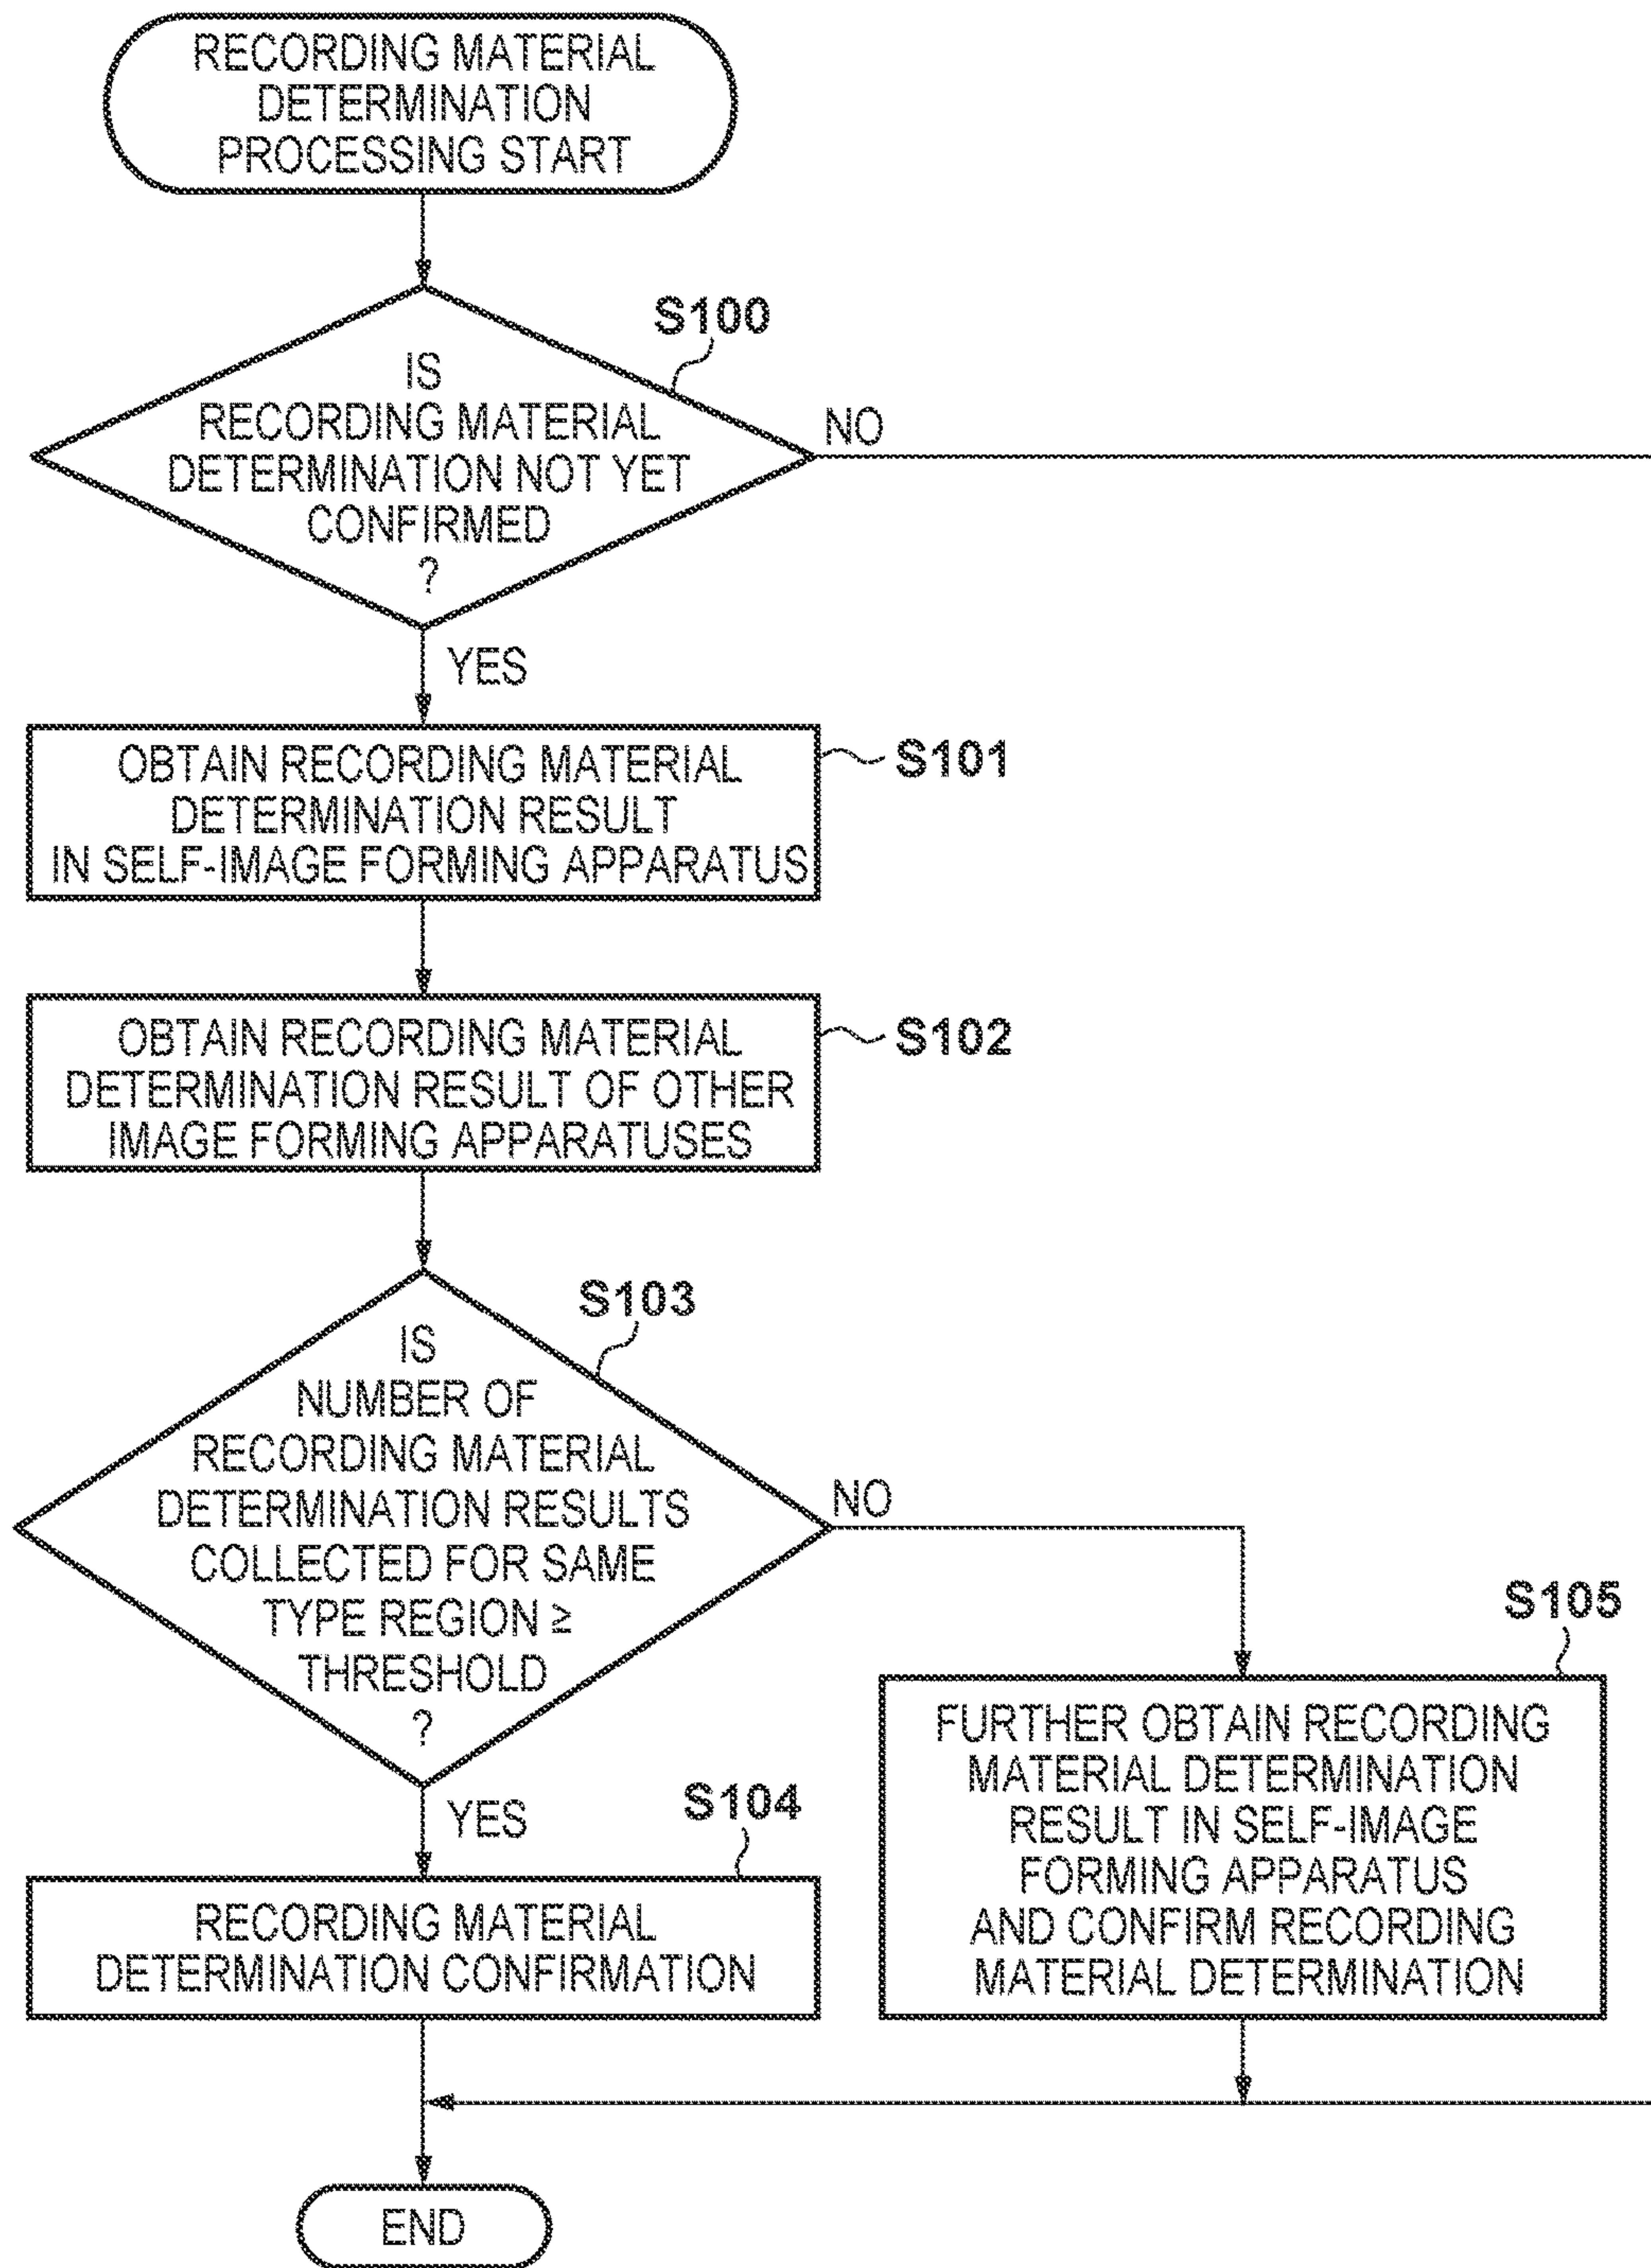 RECORDING MATERIAL
DETERMINATION
PROCESSING START
S100
IS
RECORDING MATERIAL
DETERMINATION NOT YET
CONFIRMED
?
NO
YES
OBTAIN RECORDING MATERIAL
DETERMINATION RESULT
IN SELF-IMAGE FORMING APPARATUS
S101
OBTAIN RECORDING MATERIAL
DETERMINATION RESULT OF OTHER
IMAGE FORMING APPARATUSES
S102
S103
IS
NUMBER OF
RECORDING MATERIAL
DETERMINATION RESULTS
COLLECTED FOR SAME
TYPE REGION ≥
THRESHOLD
?
NO
YES
S104
RECORDING MATERIAL
DETERMINATION CONFIRMATION
S105
FURTHER OBTAIN RECORDING
MATERIAL DETERMINATION
RESULT IN SELF-IMAGE
FORMING APPARATUS
AND CONFIRM RECORDING
MATERIAL DETERMINATION
END